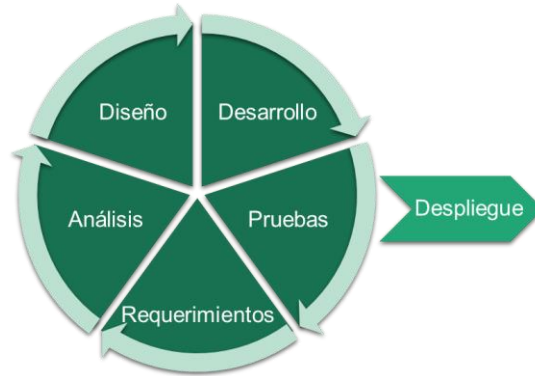 Diseño
Desarrollo
Análisis
Pruebas
Despliegue
Requerimientos